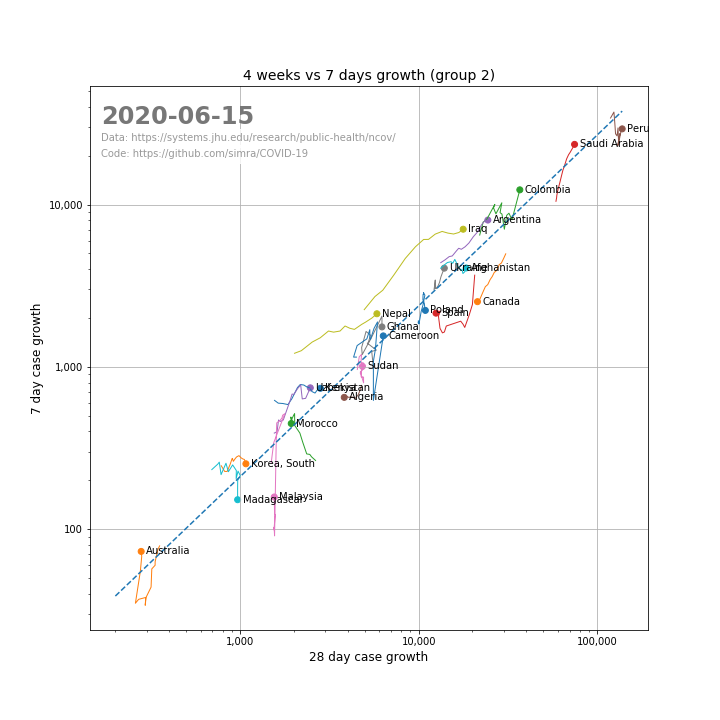 4 weeks vs 7 days growth (group 2)
2020-06-15
Data: https://systems.jhu.edu/research/public-health/ncov/
Code: https://github.com/simra/COVID-19
Peru
Saudi Arabia
Colombia
10,000
Argentina
Iraq
Ukraine
Afghanistan
Canada
Poland
Spain
Nepal
Ghana
Cameroon
1,000
Sudan
Kenya
Algeria
Morocco
Korea, South
Malaysia
Madagascar
100
Australia
1,000
10,000
100,000
28 day case growth
7 day case growth